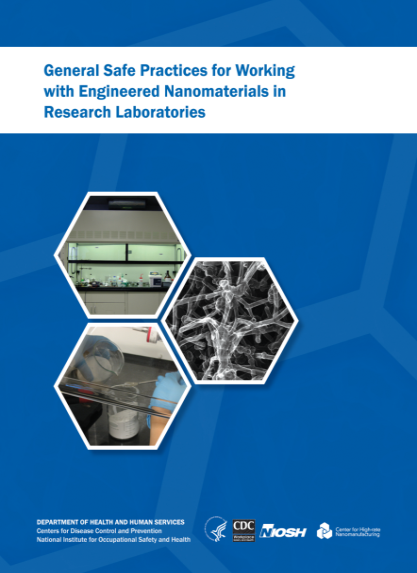 General Safe Practices for Working
with Engineered Nanomaterials in
Research Laboratories
DEPARTMENT OF HEALTH AND HUMAN SERVICES
Centers for Disease Control and Prevention
National Institute for Occupational Safety and Health
CDC
NIOSH
Center for High-rate
Nanomanufacturing